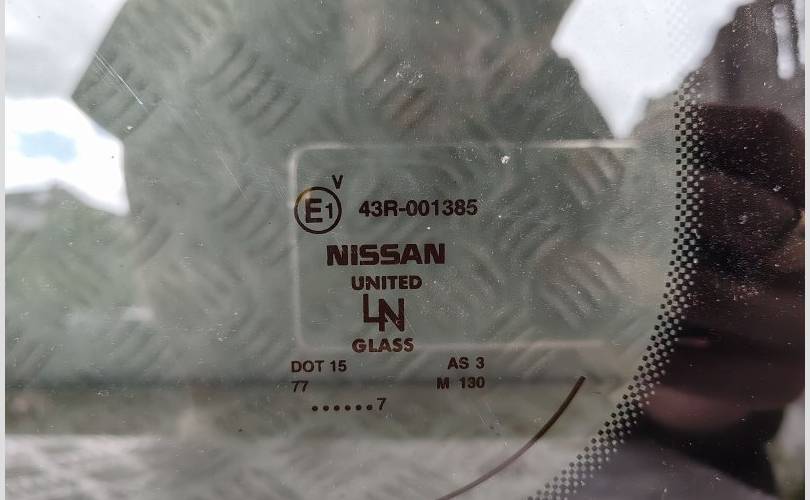 V
E1 43R-001385
NISSAN
UNITED
LN
GLASS
DOT 15 AS 3
77 M 130
......7